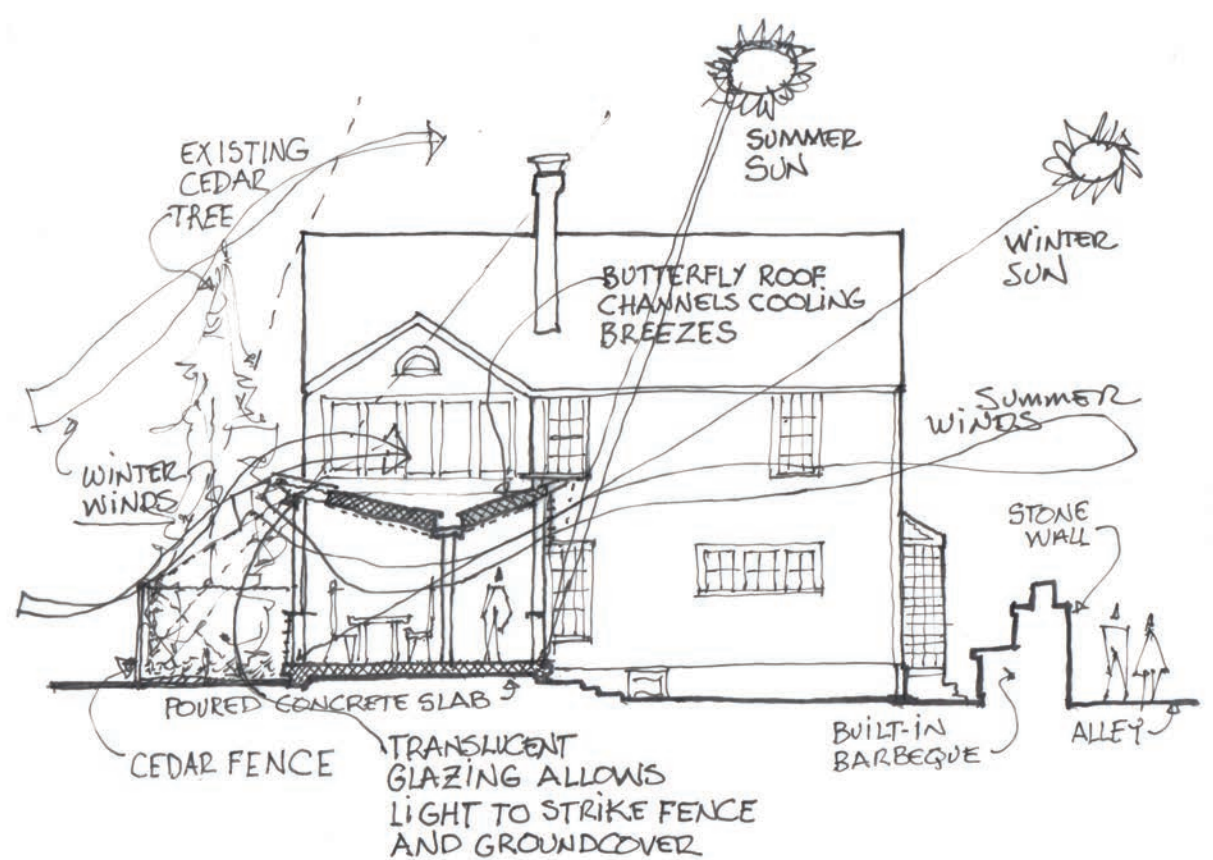 EXISTING
CEDAR
TREE
SUMMER
SUN
WINTER
SUN
BUTTERFLY ROOF
CHANNELS COOLING
BREEZES
SUMMER
WINDS
WINTER
WINDS
STONE
WALL
POURED CONCRETE SLAB
CEDAR FENCE
TRANSLUCENT
GLAZING ALLOWS
LIGHT TO STRIKE FENCE
AND GROUNDCOVER
BUILT-IN
BARBEQUE
ALLEY